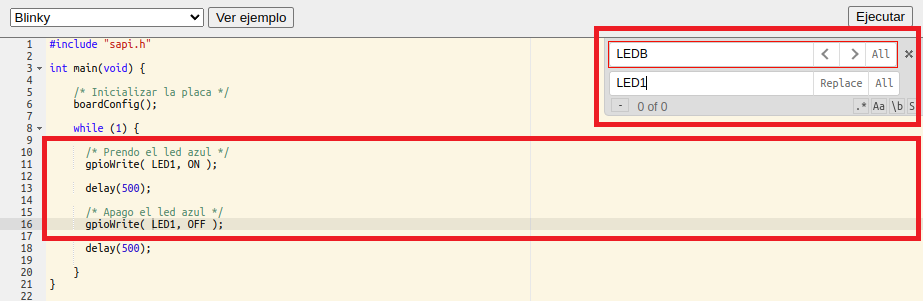 Blinky Ver ejemplo Ejecutar
1 #include "sapi.h"
2
3 int main(void) {
4
5 /* Inicializar la placa */
6 boardConfig();
7
8 while (1) {
9
10 /* Prendo el led azul */
11 gpioWrite( LED1, ON );
12
13 delay(500);
14
15 /* Apago el led azul */
16 gpioWrite( LED1, OFF );
17
18 delay(500);
19
20 }
21 }
22
LEDB < > All ×
LED1 Replace All
- 0 of 0 .* Aa \b S